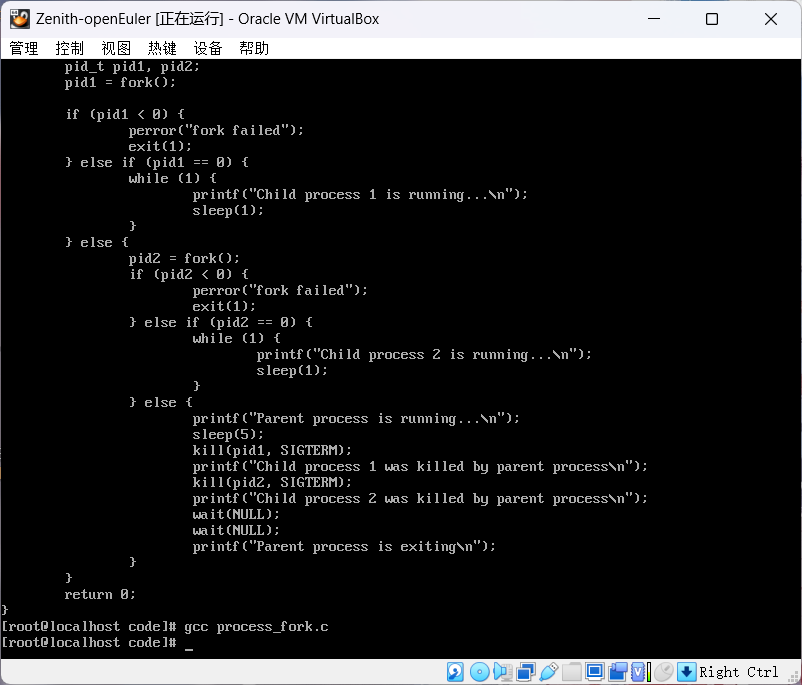 Zenith-openEuler [正在运行] - Oracle VM VirtualBox
管理 控制 视图 热键 设备 帮助
        pid_t pid1, pid2;
        pid1 = fork();

        if (pid1 < 0) {
                perror("fork failed");
                exit(1);
        } else if (pid1 == 0) {
                while (1) {
                        printf("Child process 1 is running...\n");
                        sleep(1);
                }
        } else {
                pid2 = fork();
                if (pid2 < 0) {
                        perror("fork failed");
                        exit(1);
                } else if (pid2 == 0) {
                        while (1) {
                                printf("Child process 2 is running...\n");
                                sleep(1);
                        }
                } else {
                        printf("Parent process is running...\n");
                        sleep(5);
                        kill(pid1, SIGTERM);
                        printf("Child process 1 was killed by parent process\n");
                        kill(pid2, SIGTERM);
                        printf("Child process 2 was killed by parent process\n");
                        wait(NULL);
                        wait(NULL);
                        printf("Parent process is exiting\n");
                }
        }
        return 0;
}
[root@localhost code]# gcc process_fork.c
[root@localhost code]# _
Right Ctrl